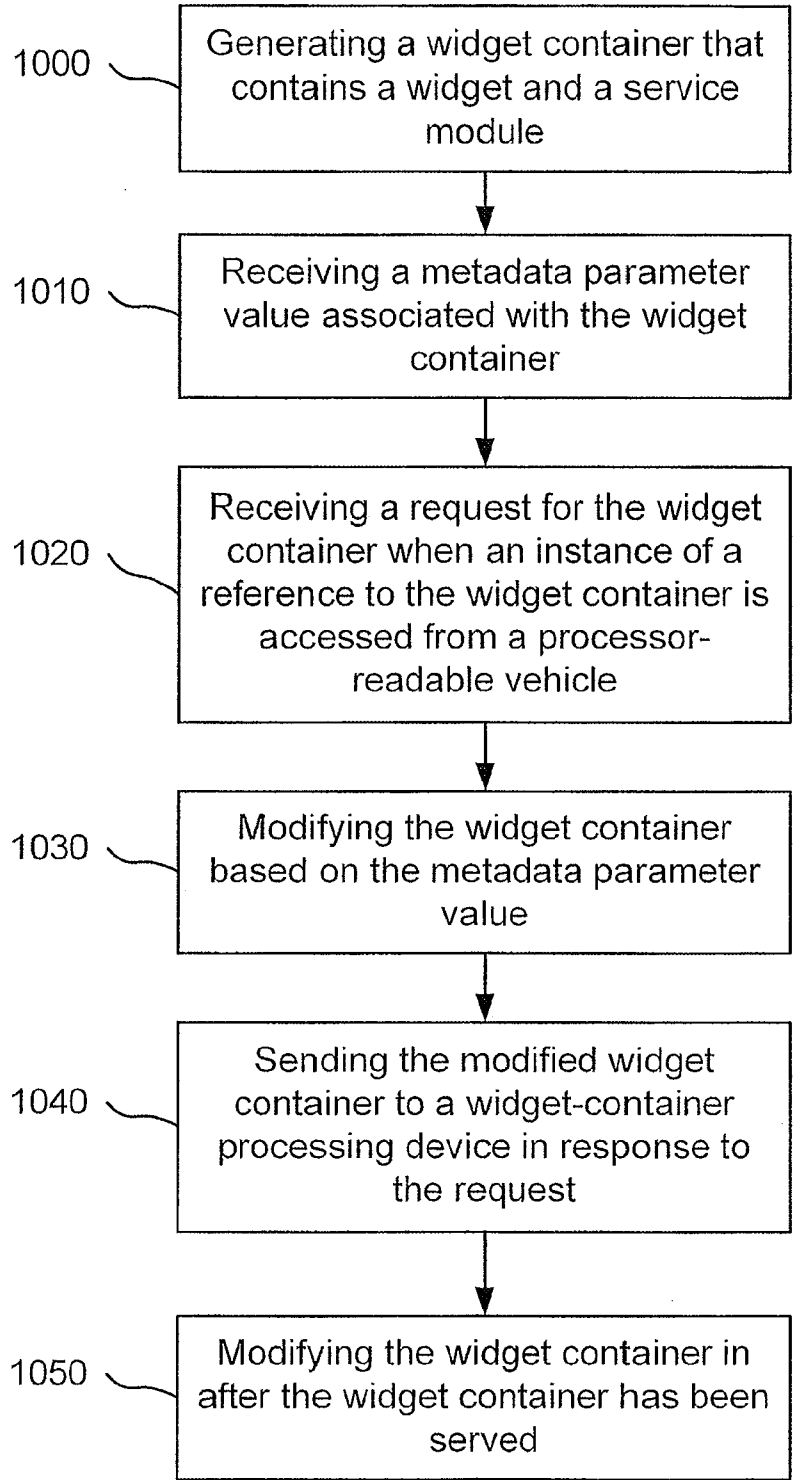 1000
Generating a widget container that
contains a widget and a service
module
1010
Receiving a metadata parameter
value associated with the widget
container
1020
Receiving a request for the widget
container when an instance of a
reference to the widget container is
accessed from a processor-
readable vehicle
1030
Modifying the widget container
based on the metadata parameter
value
1040
Sending the modified widget
container to a widget-container
processing device in response to
the request
1050
Modifying the widget container in
after the widget container has been
served